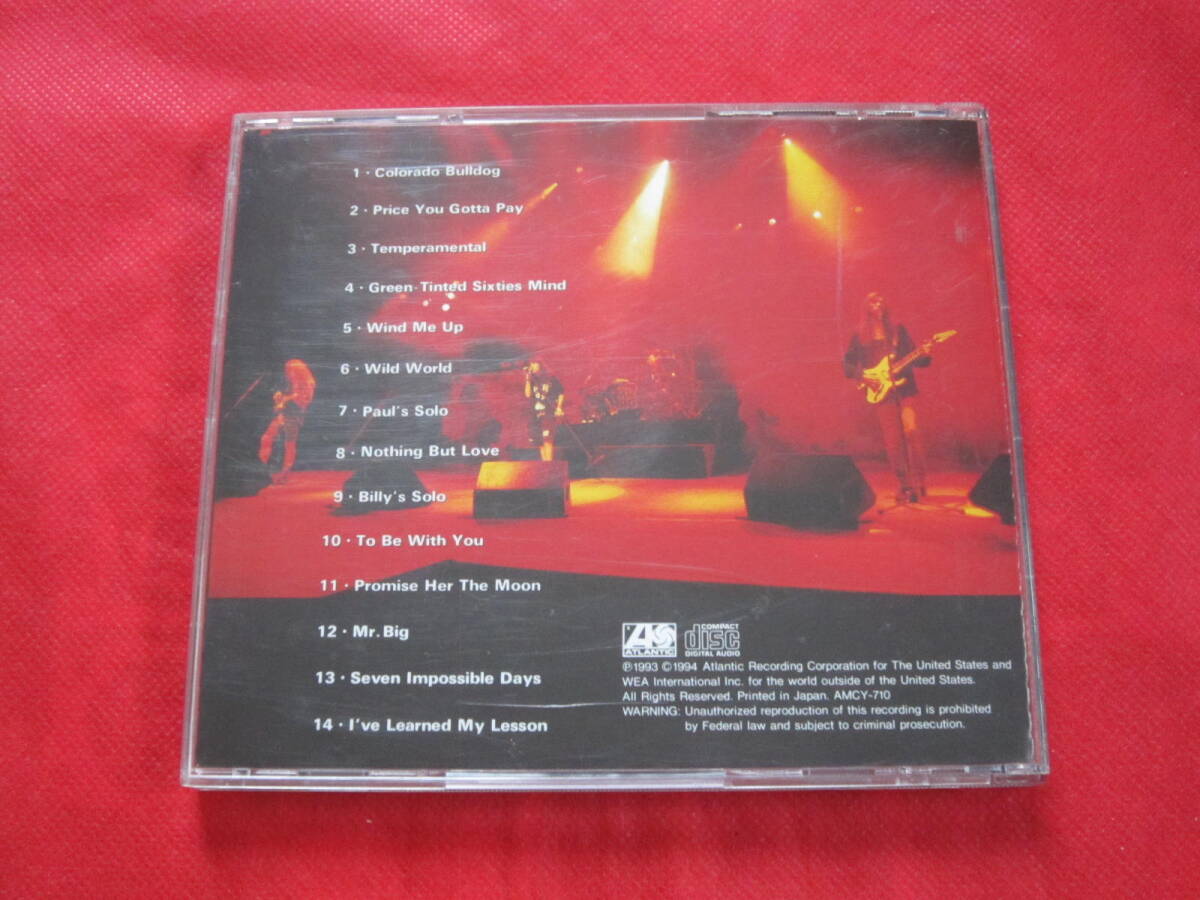 1 · Colorado Bulldog
2 · Price You Gotta Pay
3 · Temperamental
4 · Green-Tinted Sixties Mind
5 · Wind Me Up
6 · Wild World
7 · Paul's Solo
8 · Nothing But Love
9 · Billy's Solo
10 · To Be With You
11 · Promise Her The Moon
12 · Mr. Big
13 · Seven Impossible Days
14 · I've Learned My Lesson
ATLANTIC
COMPACT
disc
DIGITAL AUDIO
℗1993 ©1994 Atlantic Recording Corporation for The United States and
WEA International Inc. for the world outside of the United States.
All Rights Reserved. Printed in Japan. AMCY-710
WARNING: Unauthorized reproduction of this recording is prohibited
by Federal law and subject to criminal prosecution.